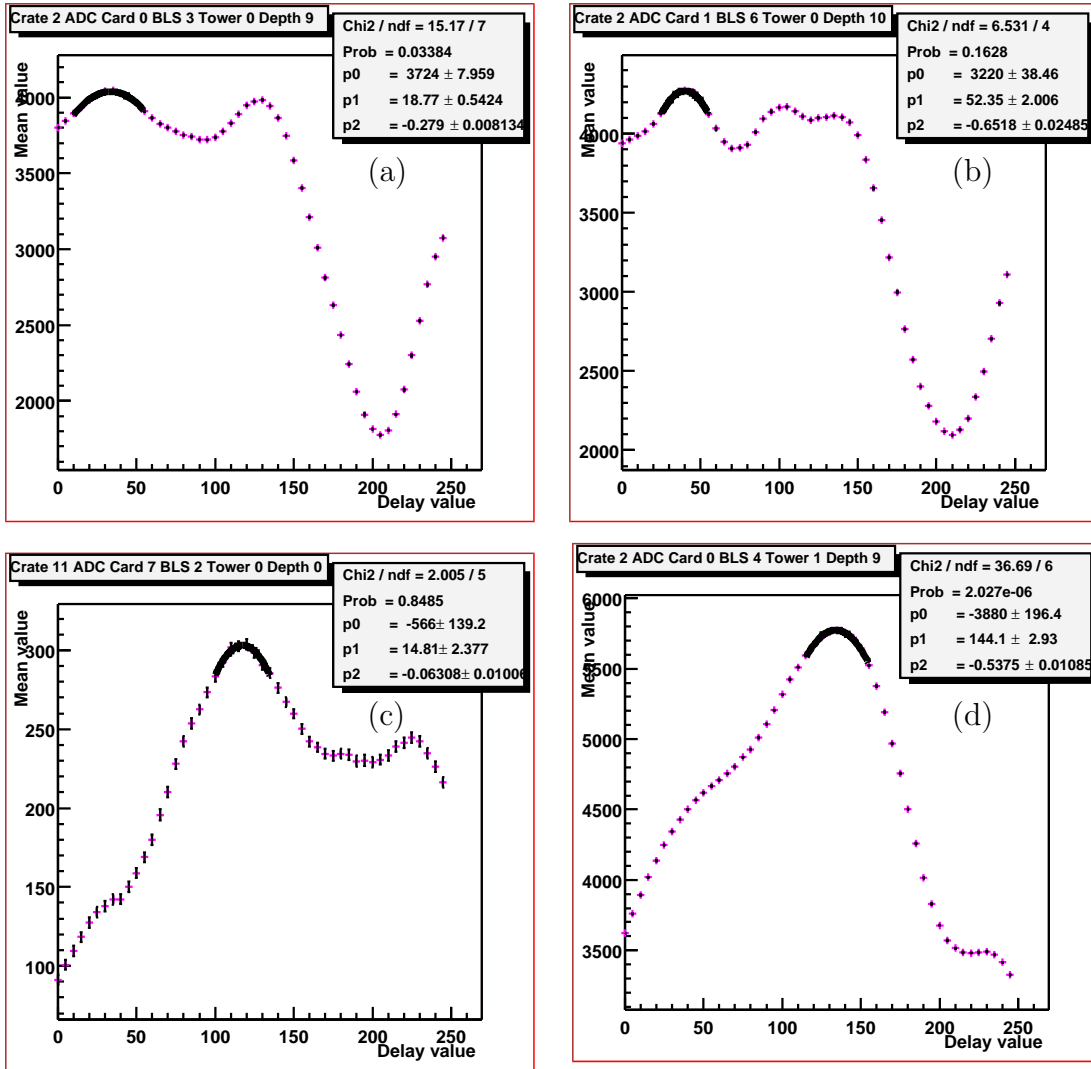 Crate 2 ADC Card 0 BLS 3 Tower 0 Depth 9
Chi2 / ndf = 15.17 / 7
Prob = 0.03384
p0 = 3724 ± 7.959
p1 = 18.77 ± 0.5424
p2 = -0.279 ± 0.008134
Mean value
4000
3500
3000
2500
2000
(a)
0 50 100 150 200 250
Delay value
Crate 2 ADC Card 1 BLS 6 Tower 0 Depth 10
Chi2 / ndf = 6.531 / 4
Prob = 0.1628
p0 = 3220 ± 38.46
p1 = 52.35 ± 2.006
p2 = -0.6518 ± 0.02485
Mean value
4000
3500
4000
2500
2000
(b)
0 50 100 150 200 250
Delay value
Crate 11 ADC Card 7 BLS 2 Tower 0 Depth 0
Chi2 / ndf = 2.005 / 5
Prob = 0.8485
p0 = -566± 139.2
p1 = 14.81± 2.377
p2 = -0.06308± 0.01006
Mean value
300
250
200
150
100
(c)
0 50 100 150 200 250
Delay value
Crate 2 ADC Card 0 BLS 4 Tower 1 Depth 9
Chi2 / ndf = 36.69 / 6
Prob = 2.027e-06
p0 = -3880 ± 196.4
p1 = 144.1 ± 2.93
p2 = -0.5375 ± 0.01085
Mean value
6000
5500
5000
4500
4000
3500
(d)
0 50 100 150 200 250
Delay value